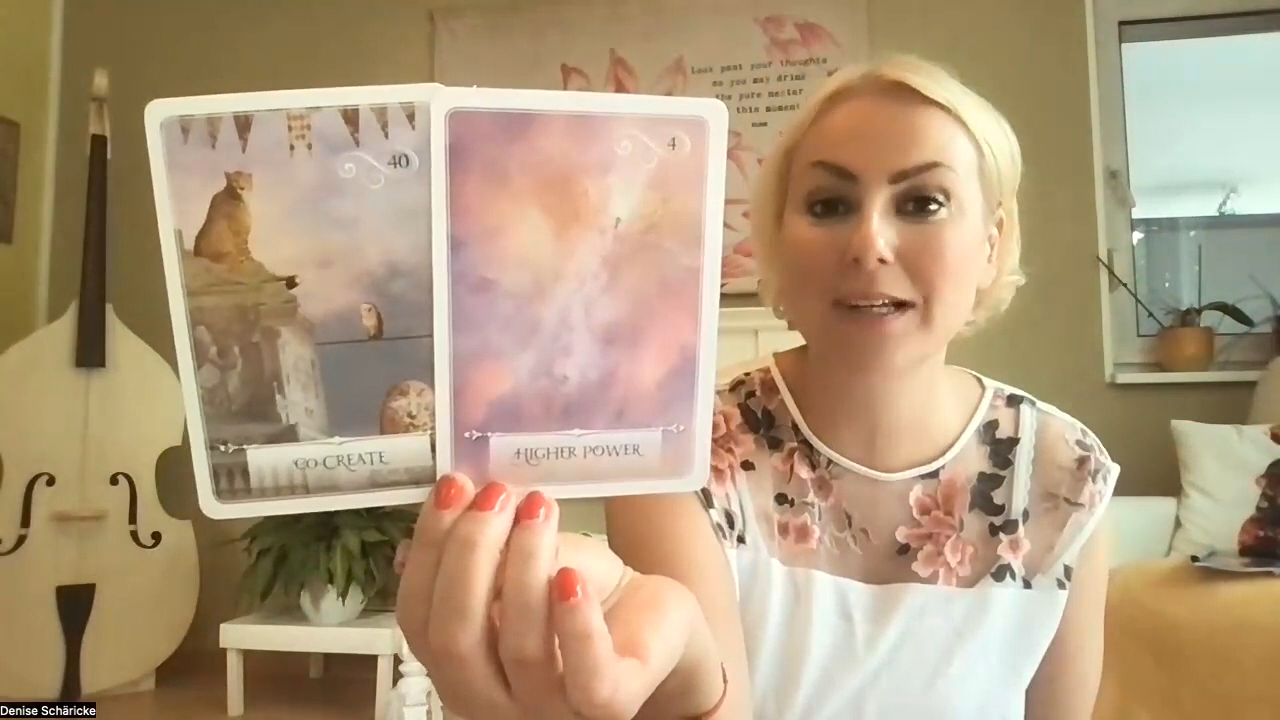 40
CO-CREATE
4
HIGHER POWER
Look past your thoughts
so you may drink
the pure nectar
this moment
Denise Schäricke